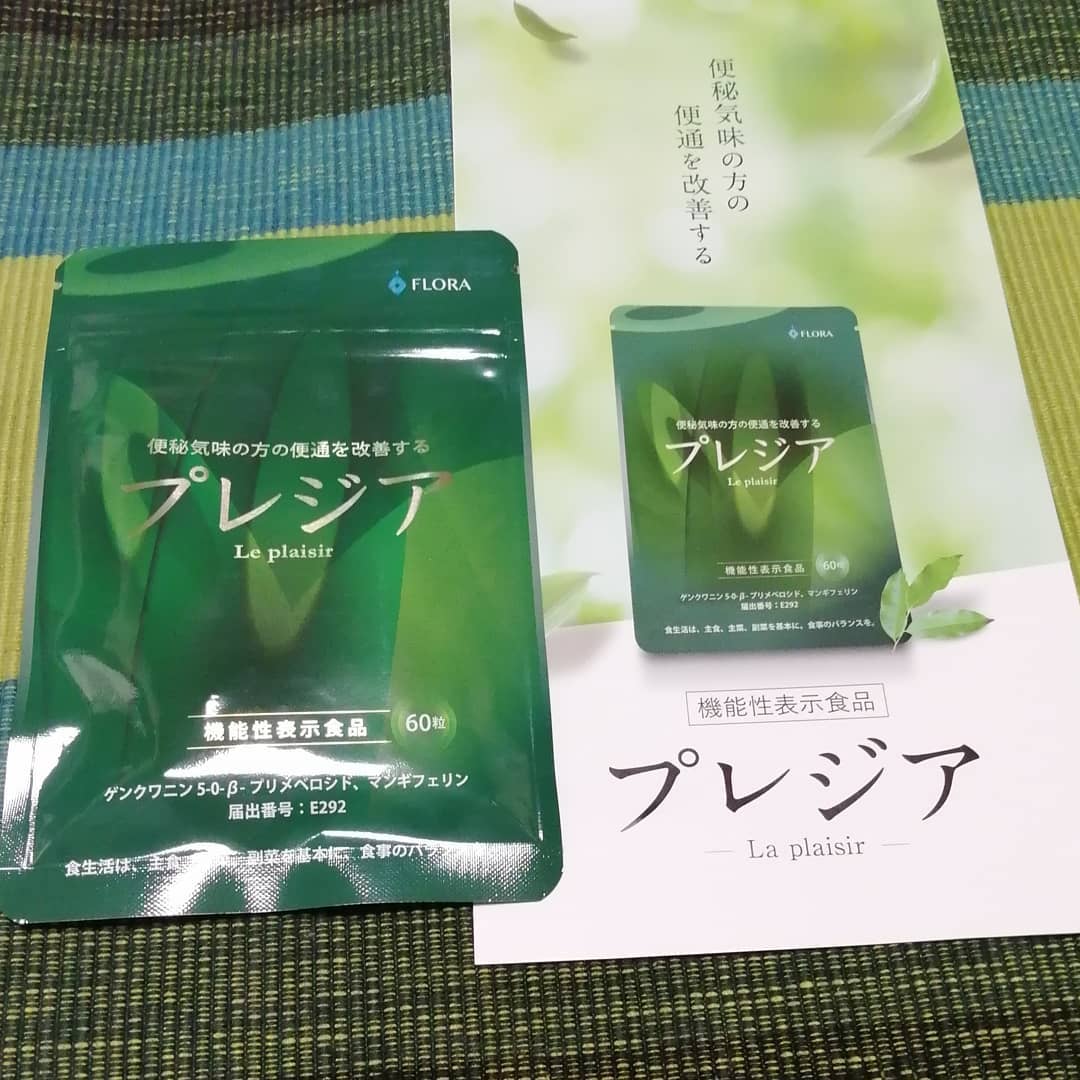 FLORA
便秘気味の方の便通を改善する
プレジア
Le plaisir
機能性表示食品
60粒
ゲンクワニン 5-0-β- プリメベロシド、マンギフェリン
届出番号：E292
食生活は、主食、 副菜を基本に、食事のバラン
便秘気味の方の
便通を改善する
FLORA
便秘気味の方の便通を改善する
プレジア
Le plaisir
機能性表示食品
60粒
ゲンクワニン 5-0-β- プリメベロシド、マンギフェリン
届出番号：E292
食生活は、主食、主菜、副菜を基本に、食事のバランスを。
機能性表示食品
プレジア
La plaisir